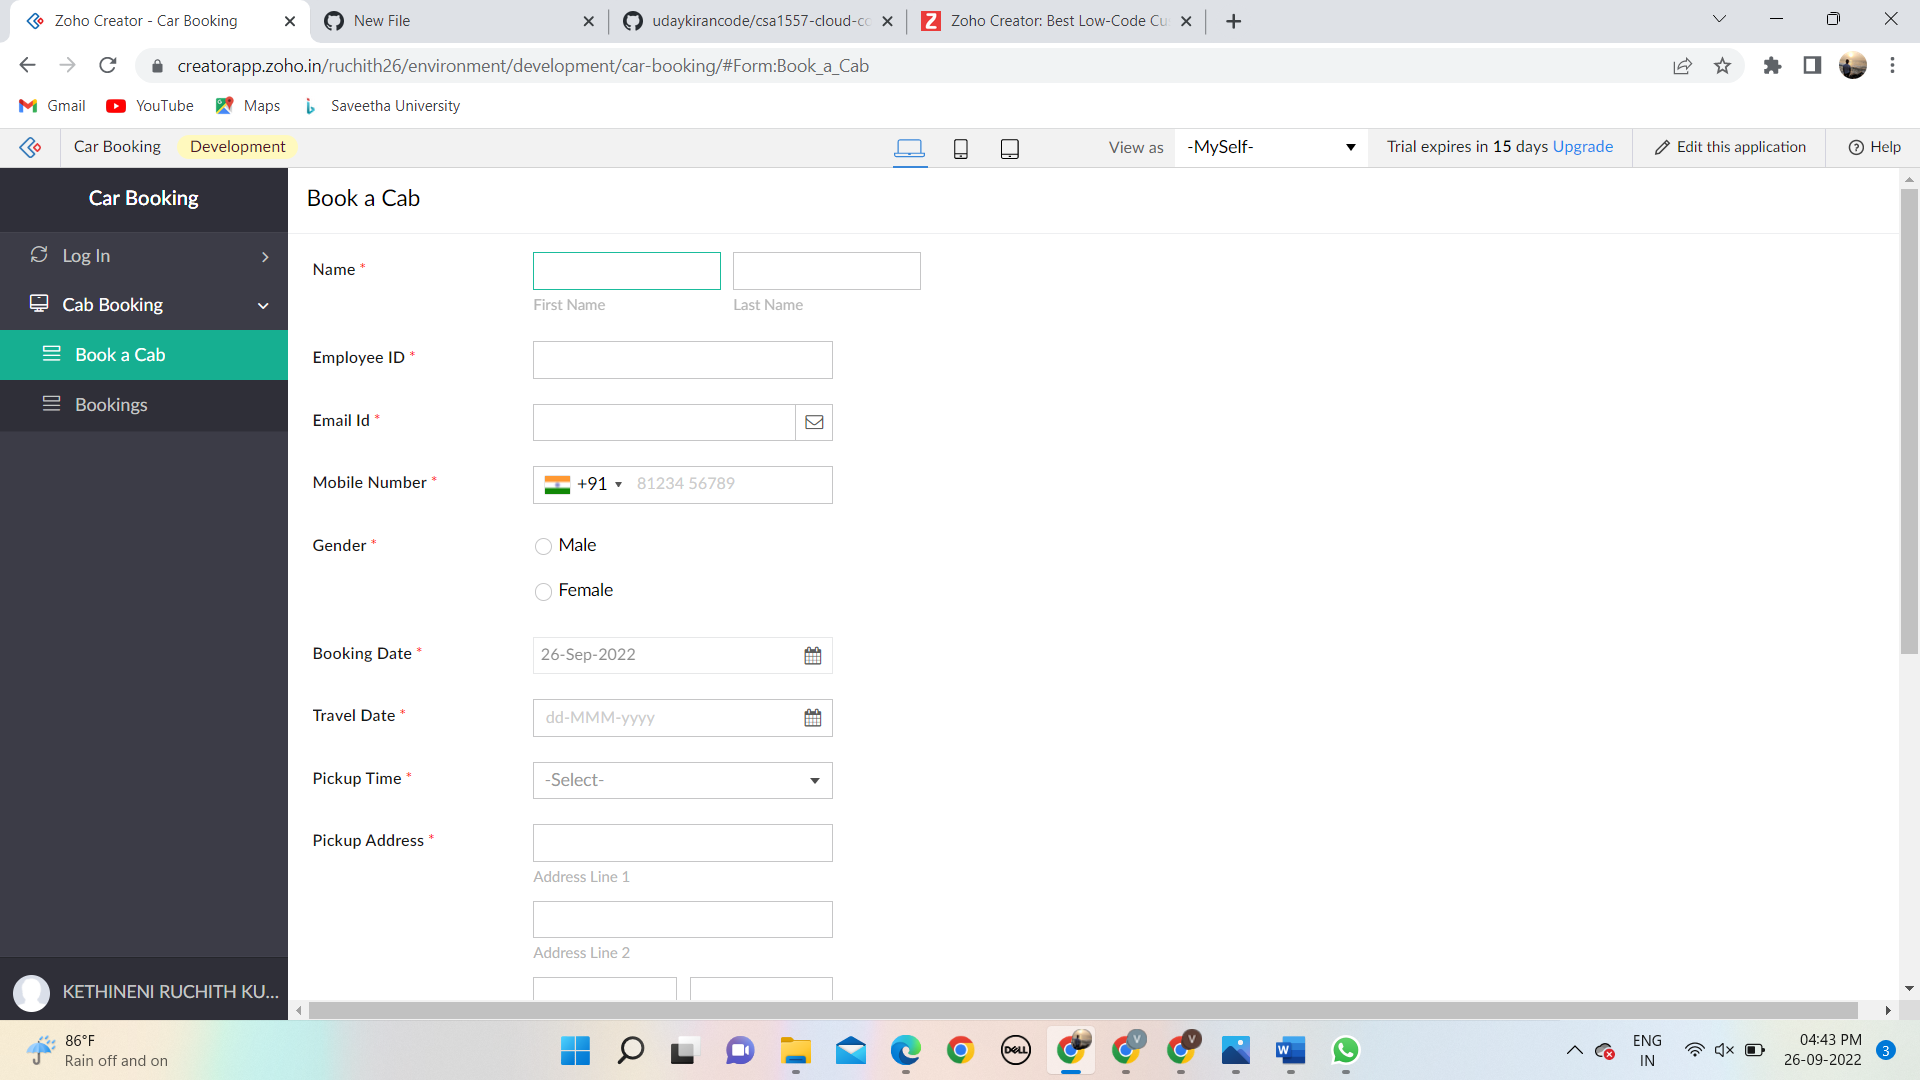 Zoho Creator - Car Booking
New File
udaykirancode/csa1557-cloud-co
Zoho Creator: Best Low-Code Cu
creatorapp.zoho.in/ruchith26/environment/development/car-booking/#Form:Book_a_Cab
Gmail
YouTube
Maps
Saveetha University
Car Booking
Development
View as
-MySelf-
Trial expires in 15 days Upgrade
Edit this application
Help
Car Booking
Log In
Cab Booking
Book a Cab
Bookings
KETHINENI RUCHITH KU...
Book a Cab
Name *
First Name
Last Name
Employee ID *
Email Id *
Mobile Number *
+91
81234 56789
Gender *
Male
Female
Booking Date *
26-Sep-2022
Travel Date *
dd-MMM-yyyy
Pickup Time *
-Select-
Pickup Address *
Address Line 1
Address Line 2
86°F
Rain off and on
DELL
V
V
W
ENG
IN
04:43 PM
26-09-2022
3